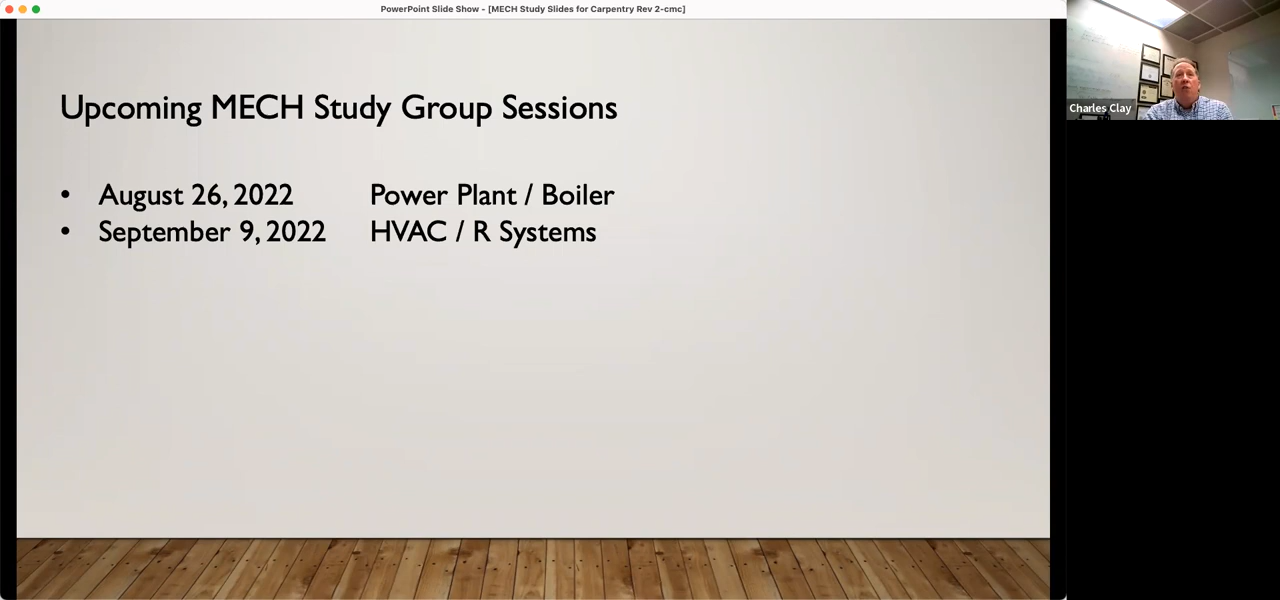 PowerPoint Slide Show - [MECH Study Slides for Carpentry Rev 2-cmc]
Upcoming MECH Study Group Sessions
• August 26, 2022 Power Plant / Boiler
• September 9, 2022 HVAC / R Systems
Charles Clay